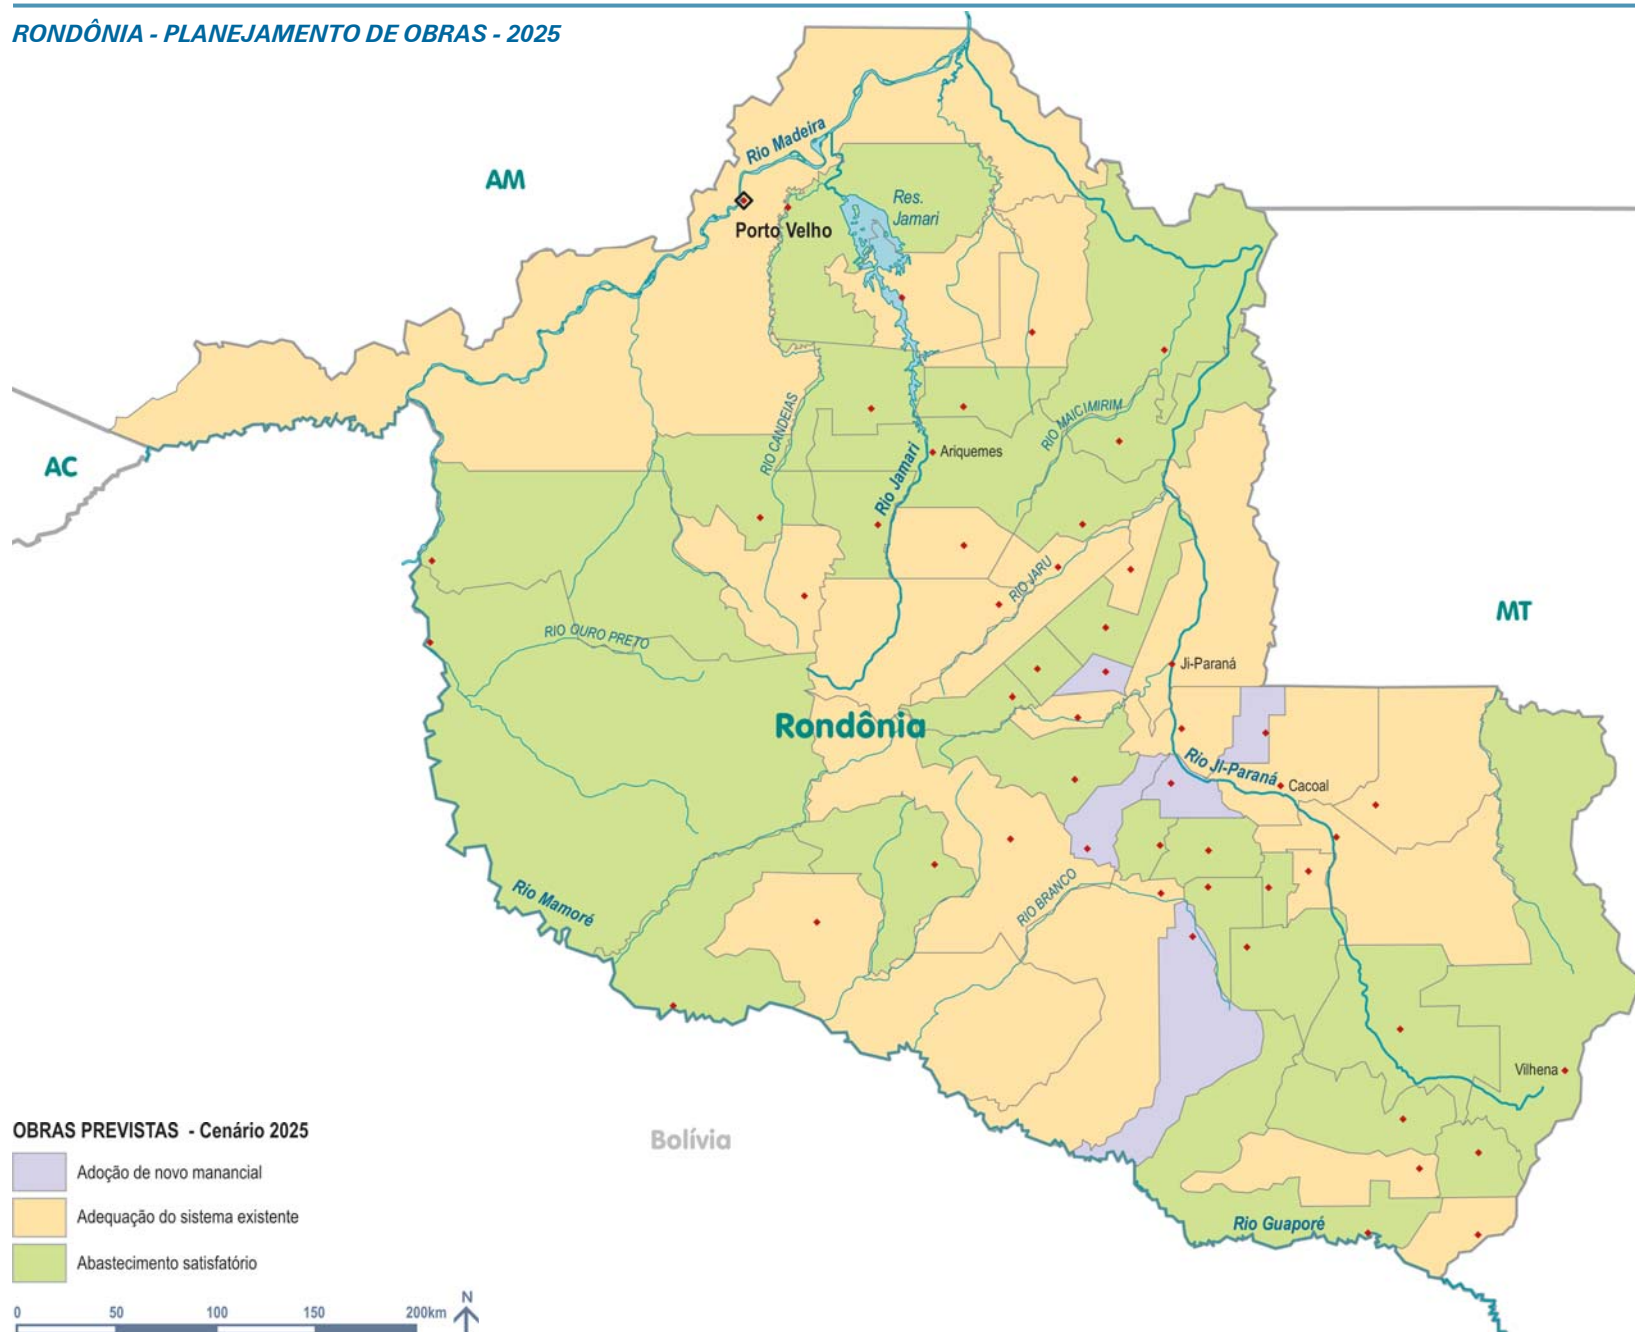 RONDÔNIA - PLANEJAMENTO DE OBRAS - 2025
Rio Madeira
AM
Res.
Jamari
Porto Velho
RIO CANDEIAS
RIO MAICIMIRIM
AC
Rio Jamari
Ariquemes
RIO JARU
MT
RIO OURO PRETO
Ji-Paraná
Rondônia
Rio JI-Paraná
Cacoal
Rio Mamoré
RIO BRANCO
Vilhena
Bolívia
Rio Guaporé
OBRAS PREVISTAS - Cenário 2025
Adoção de novo manancial
Adequação do sistema existente
Abastecimento satisfatório
0 50 100 150 200km
N